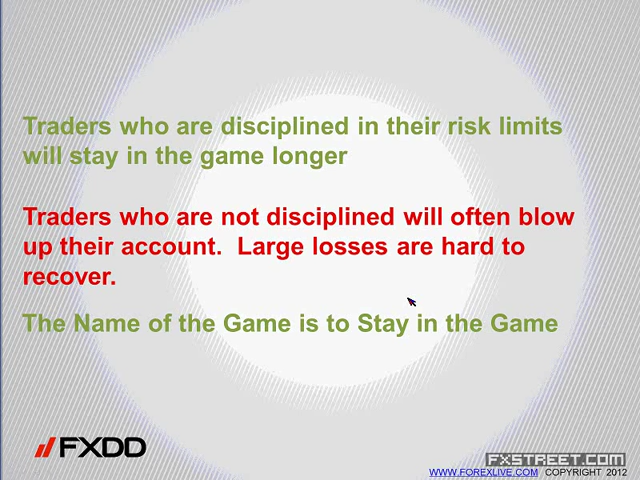 Traders who are disciplined in their risk limits
will stay in the game longer
Traders who are not disciplined will often blow
up their account.  Large losses are hard to
recover.
The Name of the Game is to Stay in the Game
FXDD
FXSTREET.COM
WWW.FOREXLIVE.COM COPYRIGHT 2012